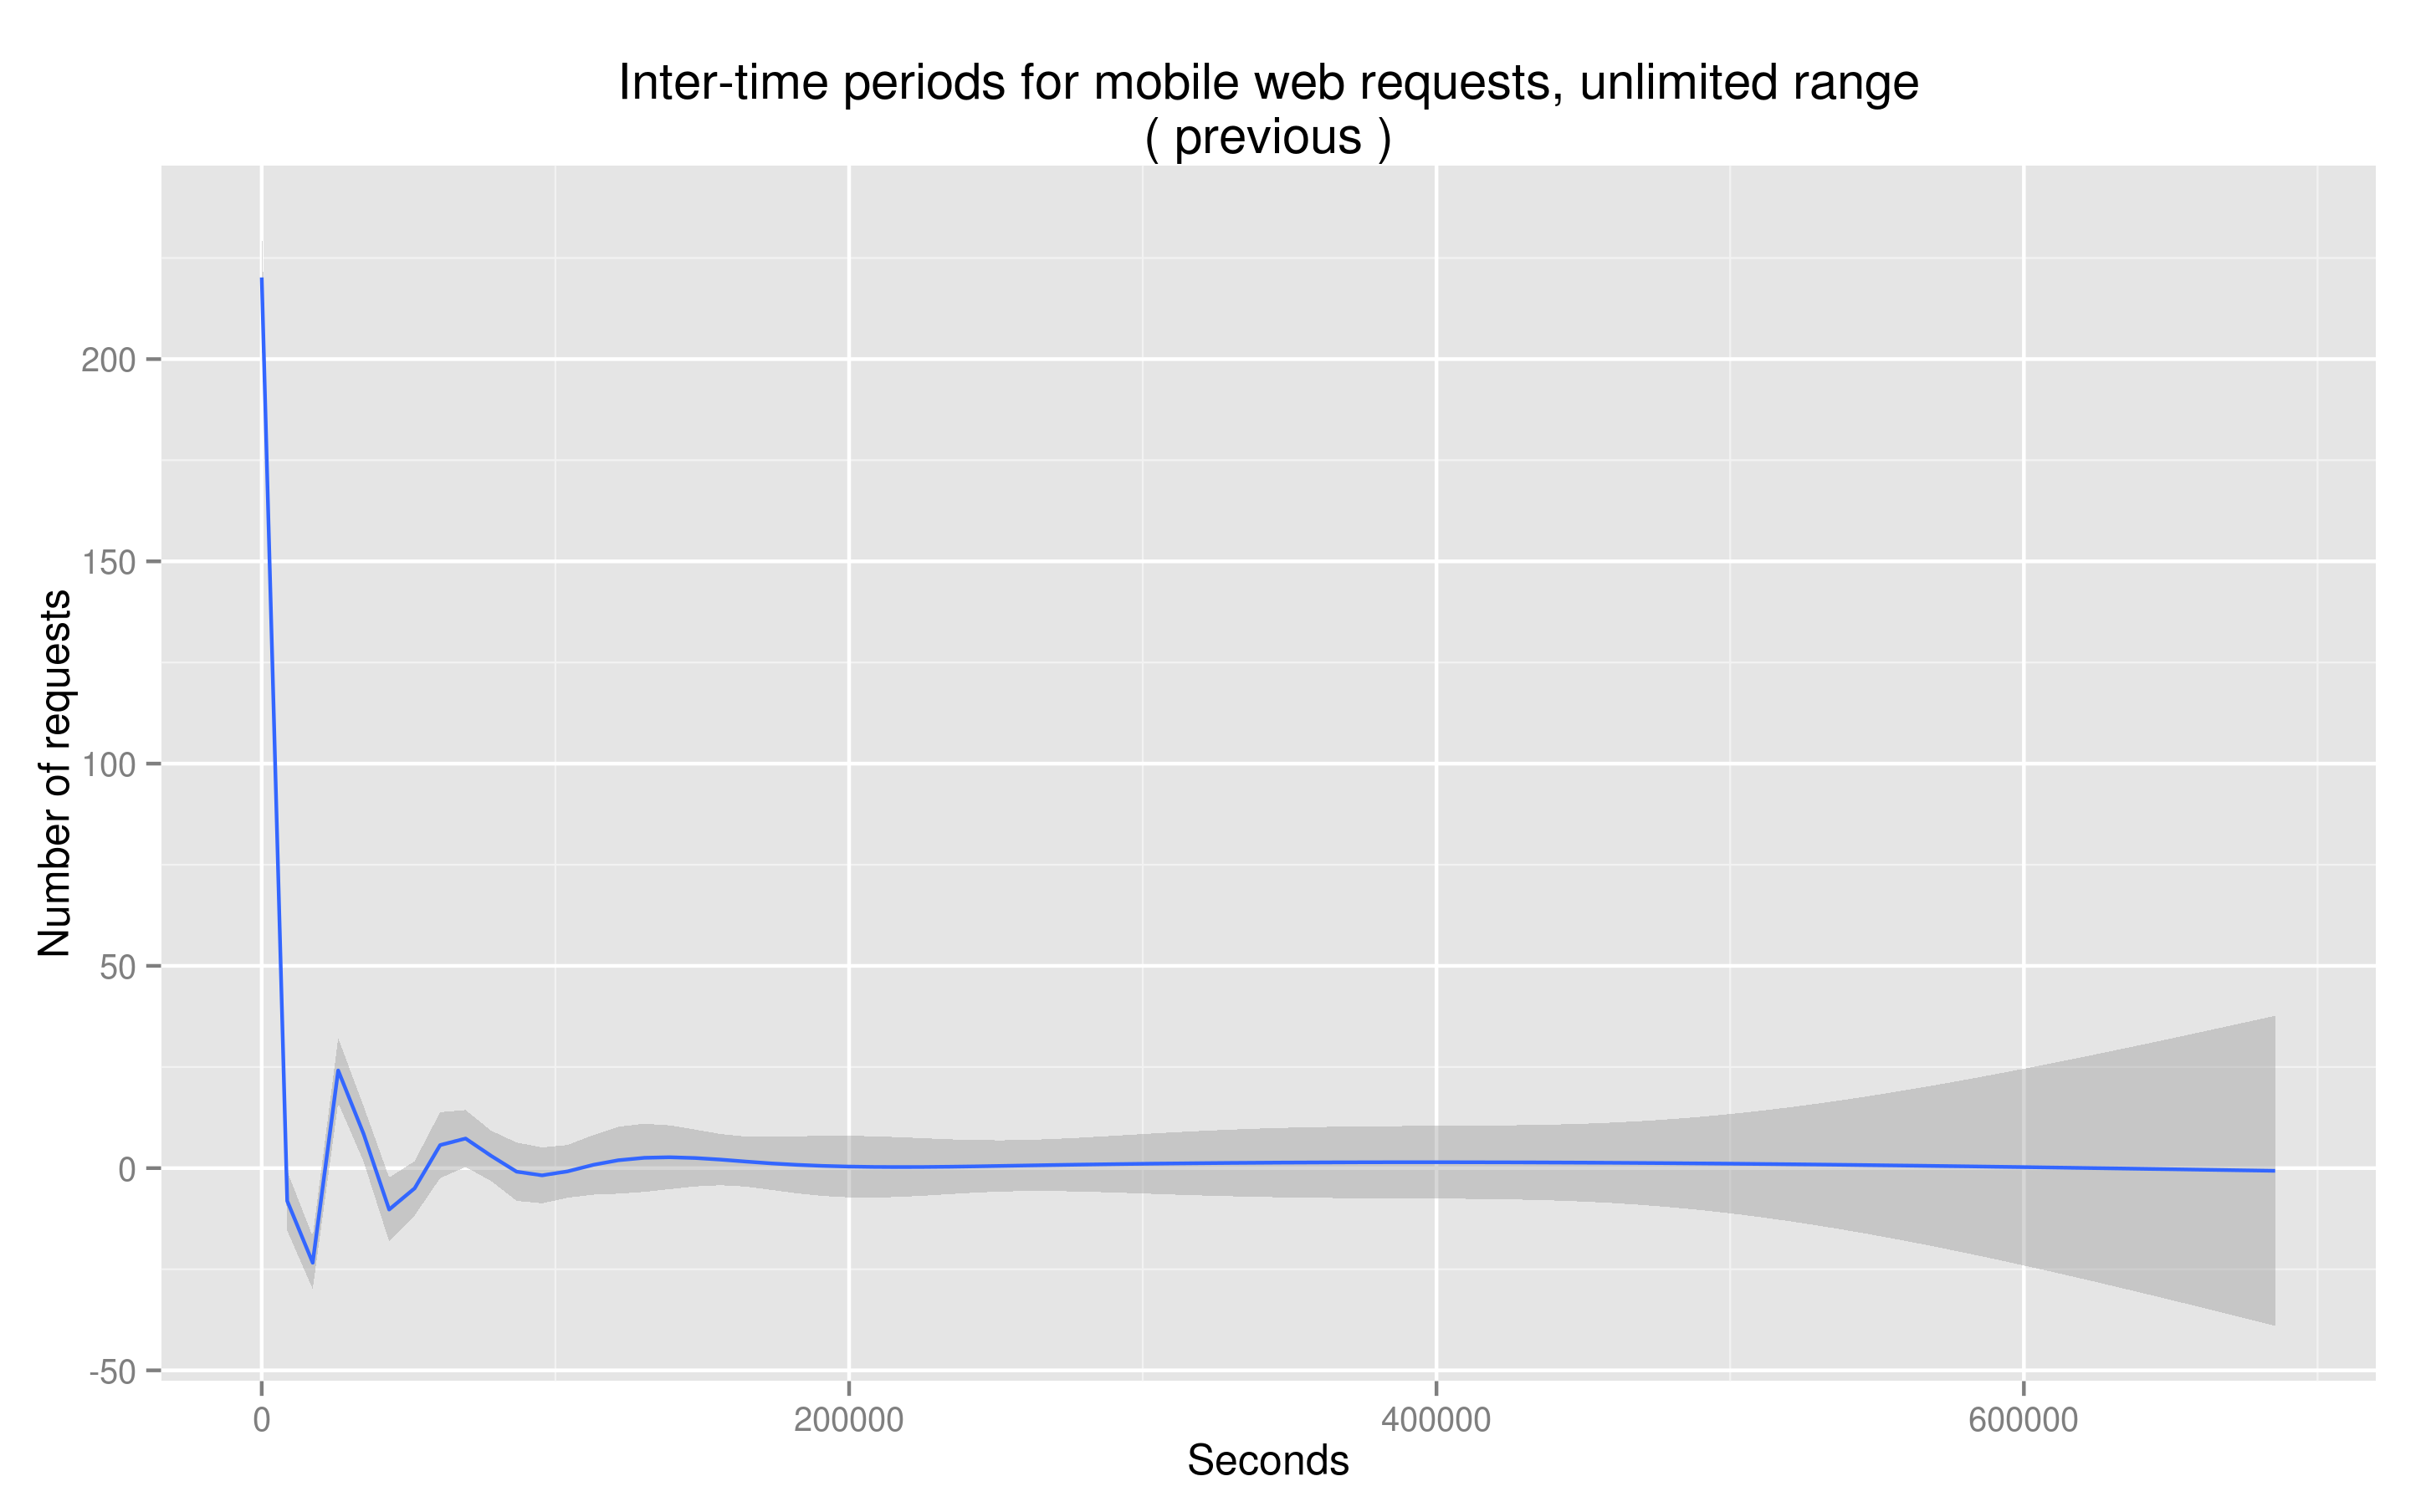 Inter-time periods for mobile web requests, unlimited range
( previous )
Number of requests
200
150
100
50
0
-50
0 200000 400000 600000
Seconds